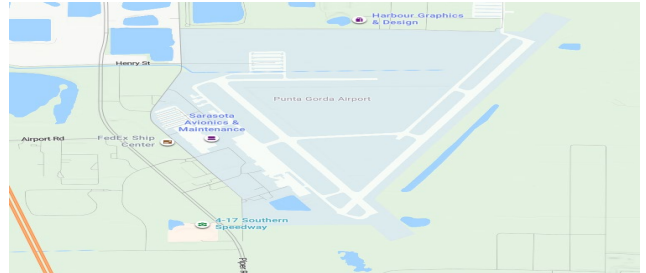 Harbour Graphics
& Design
Henry St
Punta Gorda Airport
Sarasota
Avionics &
Maintenance
Airport Rd
FedEx Ship
Center
4-17 Southern
Speedway
Piper R